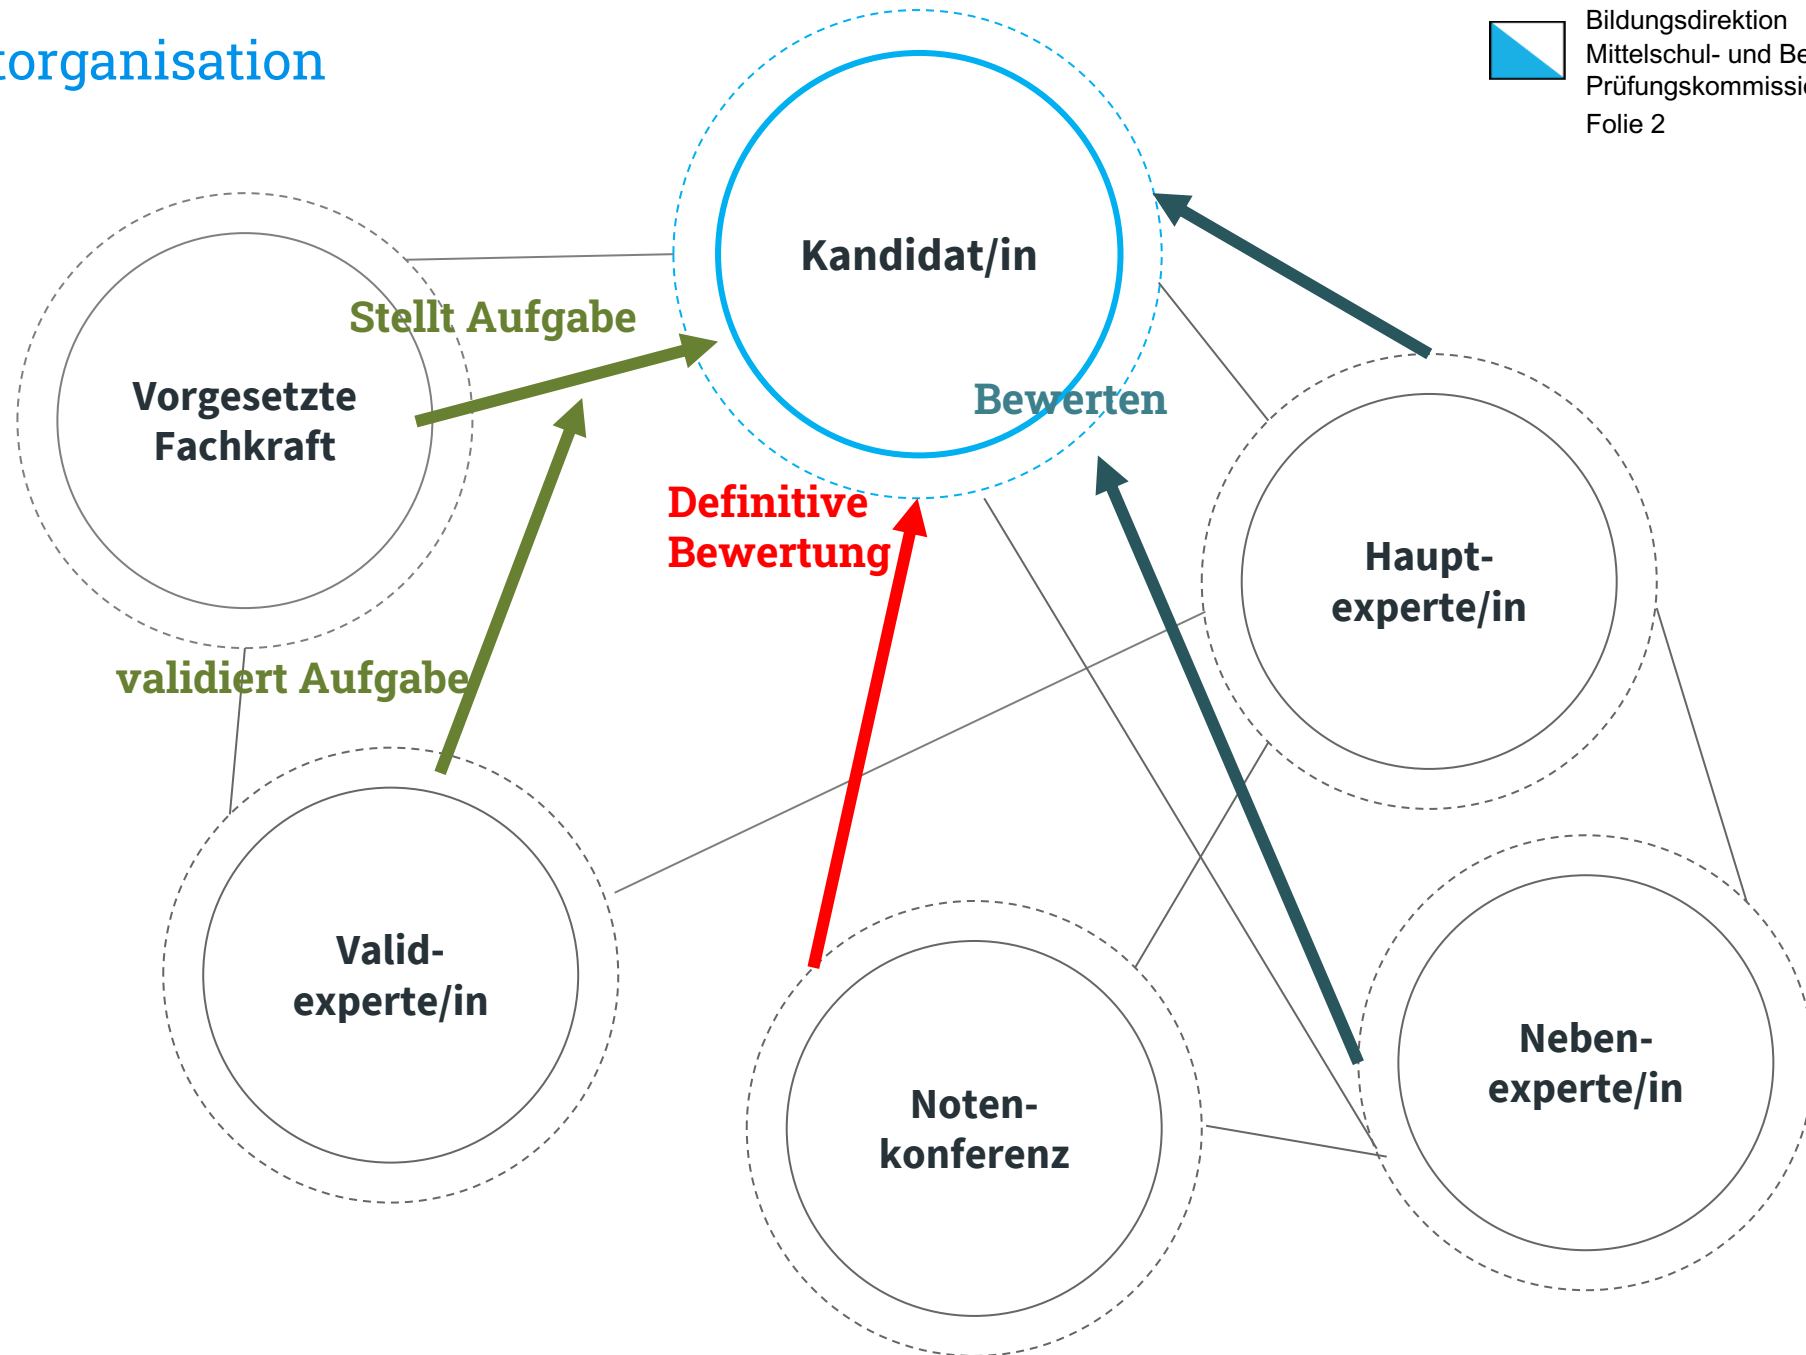 torganisation
Bildungsdirektion
Mittelschul- und Be
Prüfungskommissi
Folie 2
Kandidat/in
Stellt Aufgabe
Vorgesetzte
Fachkraft
Bewerten
Definitive
Bewertung
Haupt-
experte/in
validiert Aufgabe
Valid-
experte/in
Noten-
konferenz
Neben-
experte/in